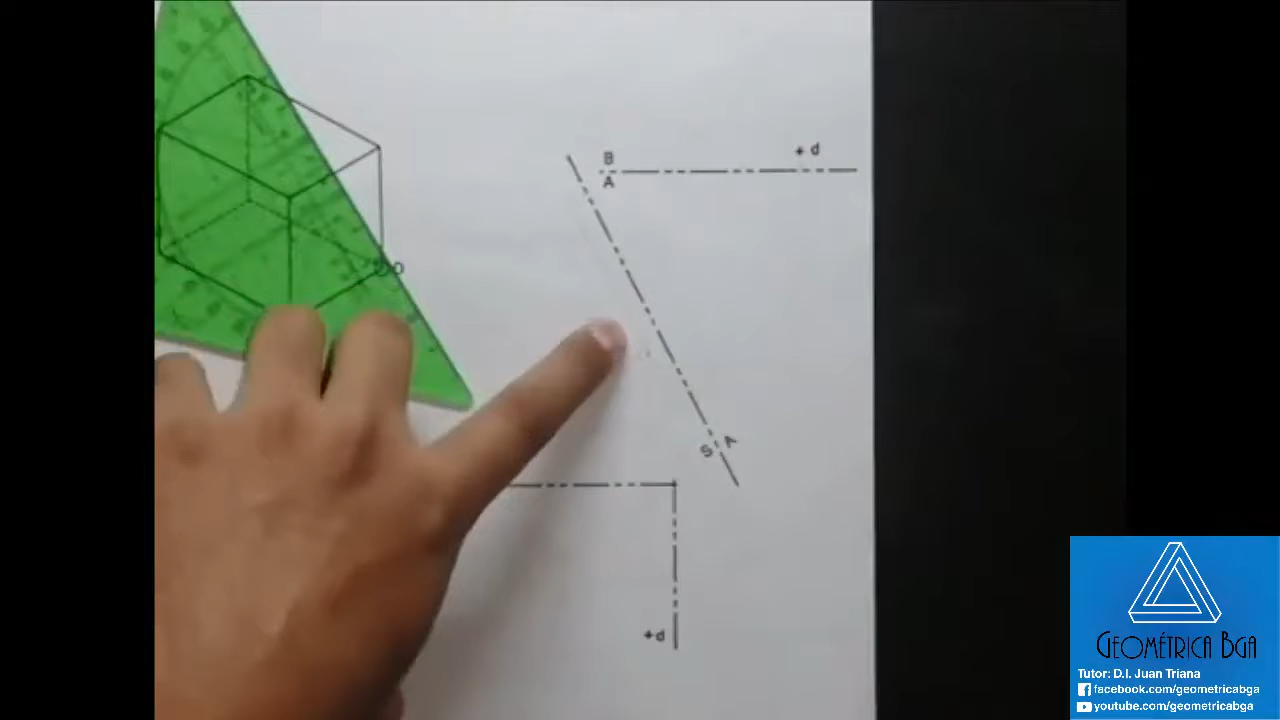 B
+ d
A
O
A
S
+d
GEOMÉTRICA BGA
Tutor: D.I. Juan Triana
facebook.com/geometricabga
youtube.com/geometricabga